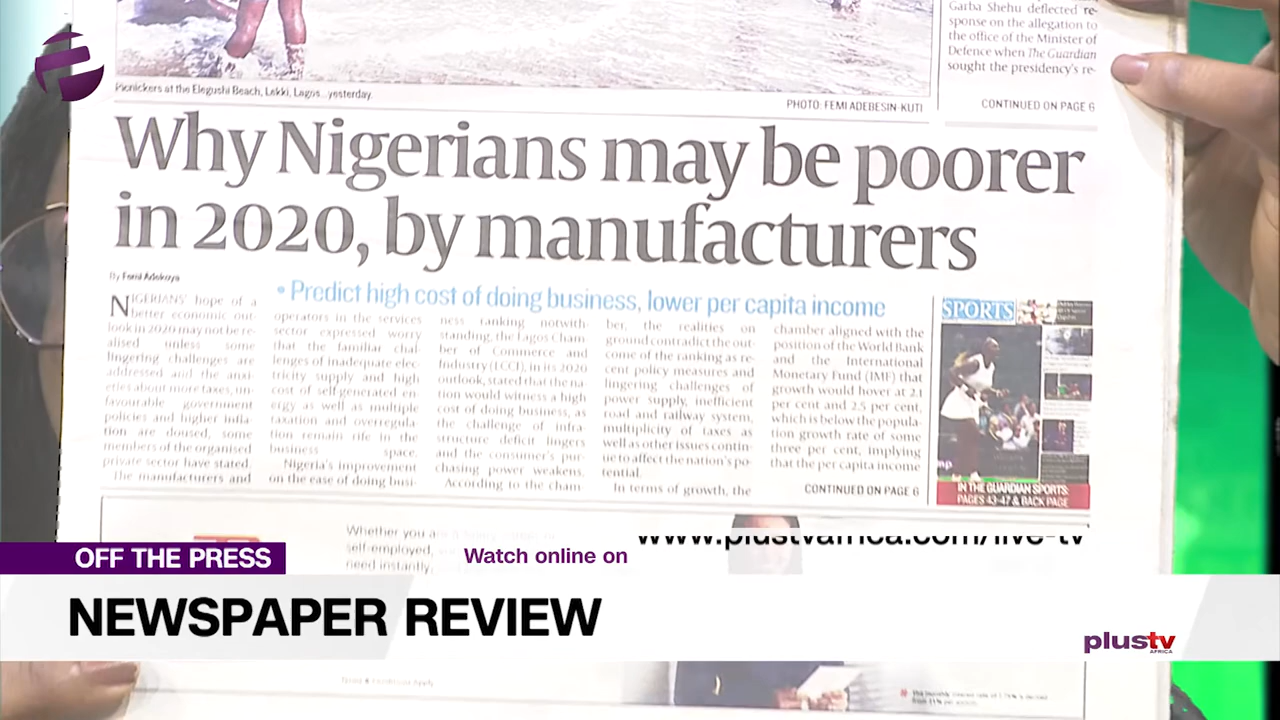 Garba Shehu deflected re-
sponse on the allegation to
the office of the Minister of
Defence when The Guardian
sought the presidency's re-
CONTINUED ON PAGE 6
Picnickers at the Elegushi Beach, Lekki, Lagos...yesterday.
PHOTO: FEMI ADEBESIN-KUTI
Why Nigerians may be poorer
in 2020, by manufacturers
By Femi Adekoya
• Predict high cost of doing business, lower per capita income
NIGERIANS' hope of a
better economic out-
look in 2020 may not be re-
alised unless some
lingering challenges are
addressed and the anxi-
eties about more taxes, un-
favourable government
policies and higher infla-
tion are doused, some
members of the organised
private sector have stated.
The manufacturers and
operators in the services
sector express worry
that the familiar chal-
lenges of inadequate elec-
tricity supply and high
cost of self-generated en-
ergy as well as multiple
taxation and over-regula-
tion remain rife in the
business space.
Nigeria's improvement
on the ease of doing busi-
ness ranking notwith-
standing, the Lagos Cham-
ber of Commerce and
Industry (LCCI), in its 2020
outlook, stated that the na-
tion would witness a high
cost of doing business, as
challenge of infra-
structure deficit lingers
and the consumer's pur-
chasing power weakens.
According to the cham-
ber, the realities on
ground contradict the out-
come of the ranking as re-
cent policy measures and
lingering challenges of
power supply, inefficient
road and railway system,
multiplicity of taxes as
well as other issues contin-
ue to affect the nation's po-
tential.
In terms of growth, the
chamber aligned with the
position of the World Bank
and the International
Monetary Fund (IMF) that
growth would hover at 2.1
per cent and 2.5 per cent,
which is below the popula-
tion growth rate of some
three per cent, implying
that the per capita income
CONTINUED ON PAGE 6
SPORTS
IN THE GUARDIAN SPORTS:
PAGES 43-47 & BACK PAGE
Whether you are
self-employed,
need instantly,
OFF THE PRESS
Watch online on
www.plustvafrica.com/live-tv
NEWSPAPER REVIEW
plustv
AFRICA